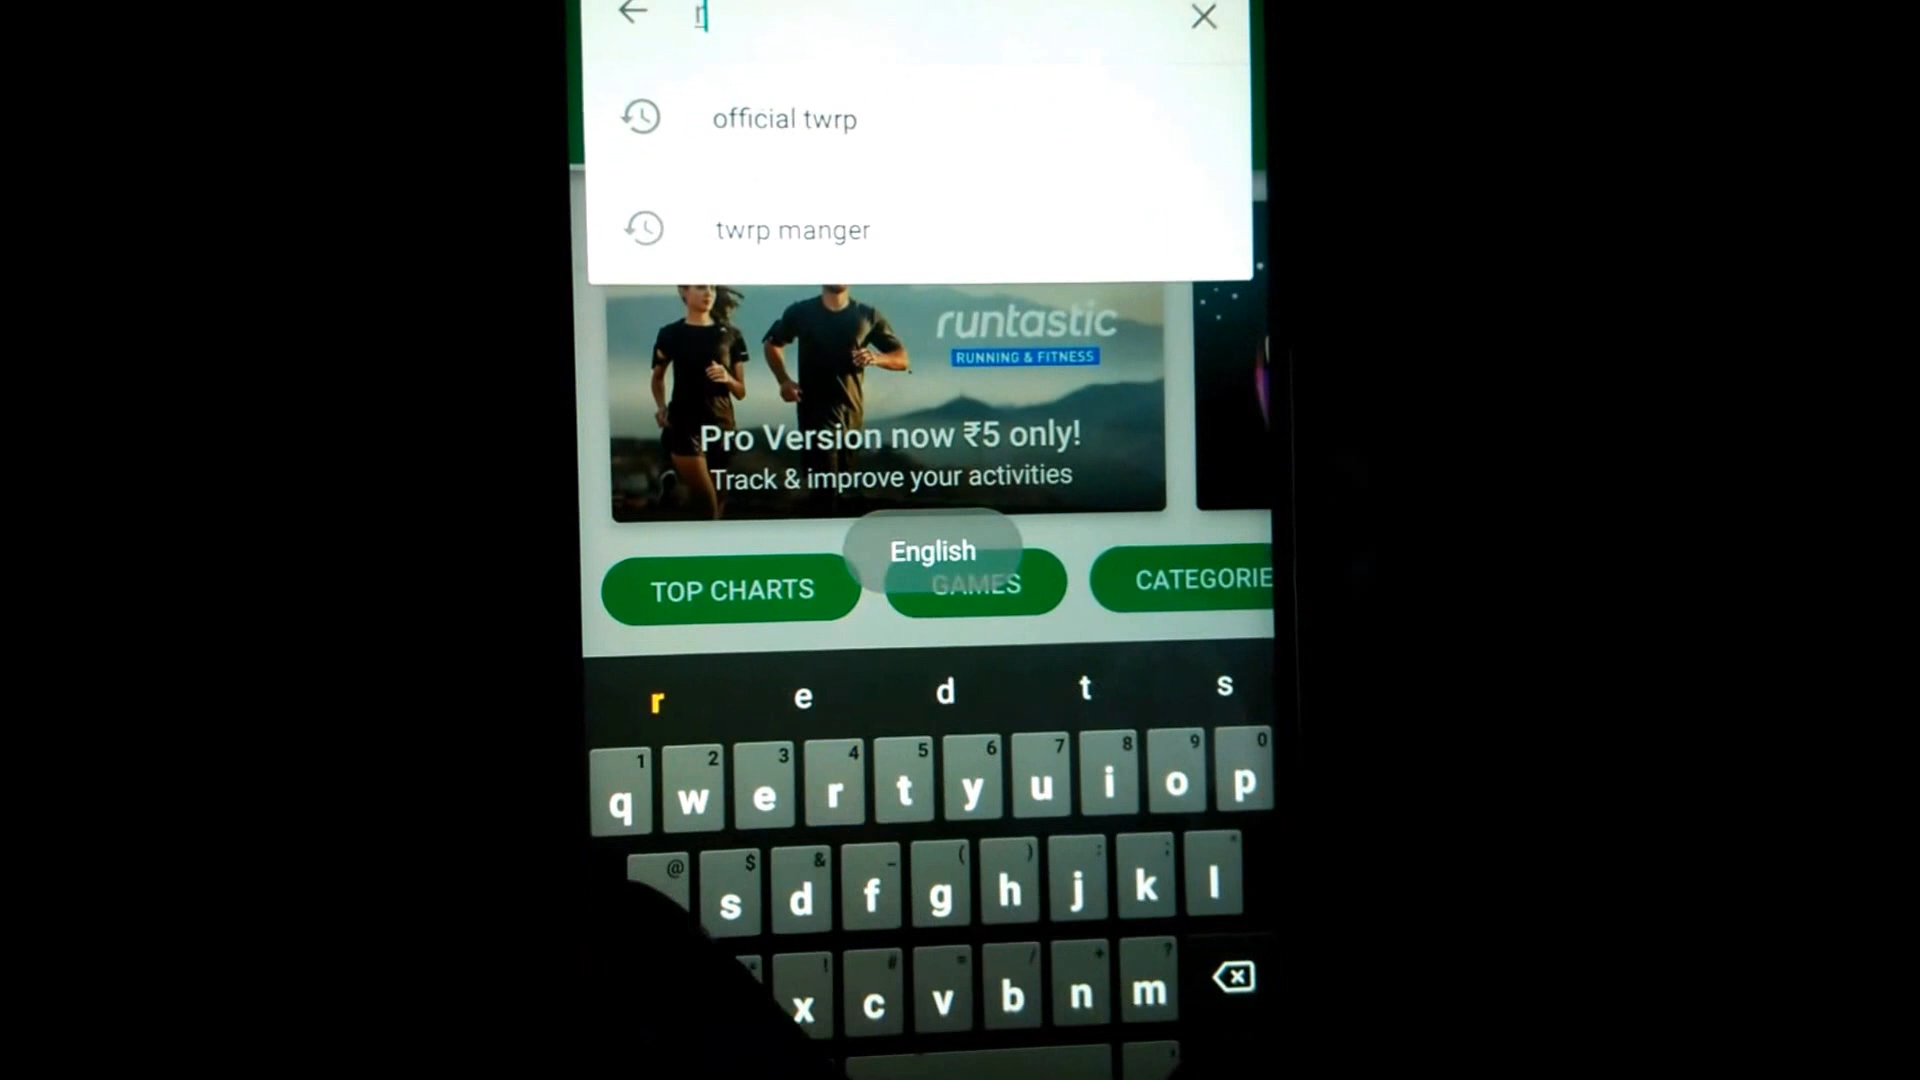 r
official twrp
twrp manger
runtastic
RUNNING & FITNESS
Pro Version now ₹5 only!
Track & improve your activities
English
TOP CHARTS GAMES CATEGORIE
r e d t s
1 2 3 4 5 6 7 8 9 0
q w e r t y u i o p
@ $ & _ ( ) : ;
s d f g h j k l
! # = / + ?
x c v b n m